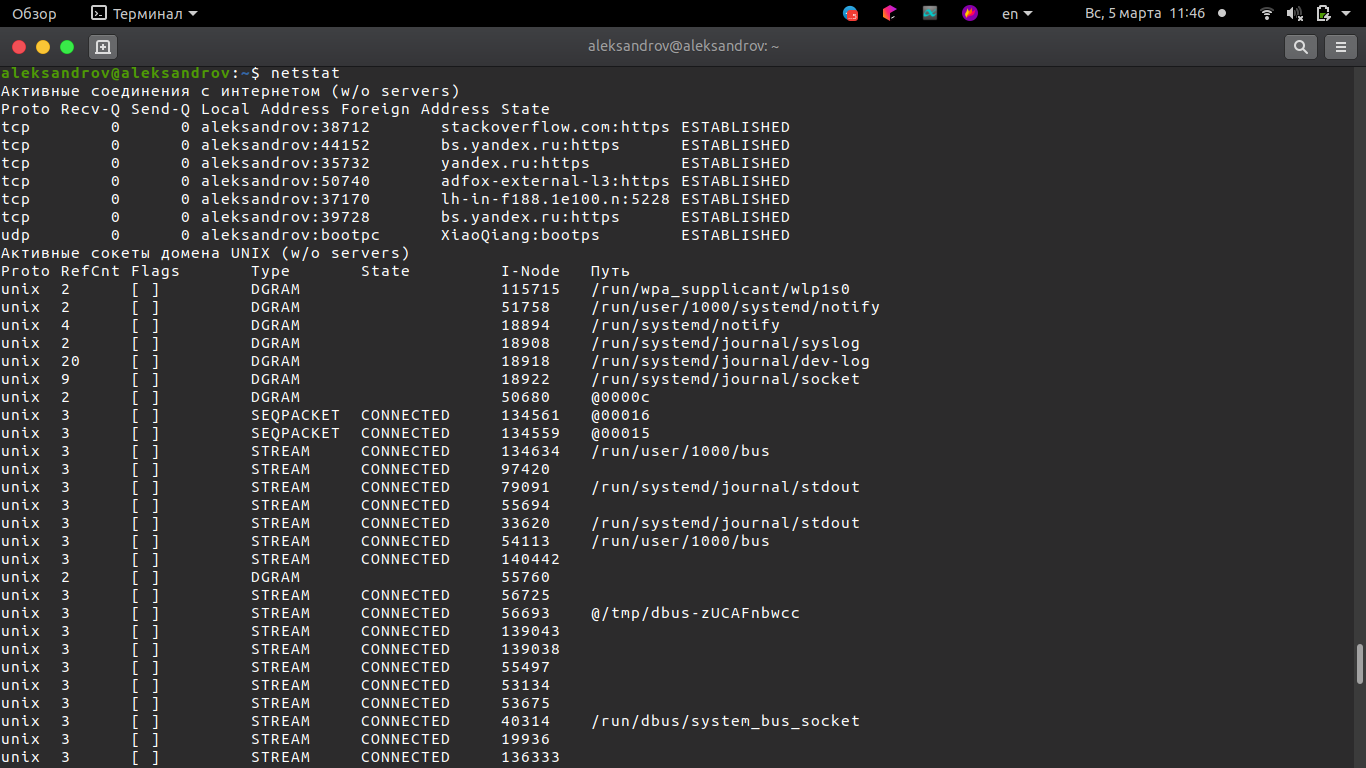 Обзор Терминал en Вс, 5 марта 11:46
aleksandrov@aleksandrov: ~
aleksandrov@aleksandrov:~$ netstat
Активные соединения с интернетом (w/o servers)
Proto Recv-Q Send-Q Local Address Foreign Address State
tcp 0 0 aleksandrov:38712 stackoverflow.com:https ESTABLISHED
tcp 0 0 aleksandrov:44152 bs.yandex.ru:https ESTABLISHED
tcp 0 0 aleksandrov:35732 yandex.ru:https ESTABLISHED
tcp 0 0 aleksandrov:50740 adfox-external-l3:https ESTABLISHED
tcp 0 0 aleksandrov:37170 lh-in-f188.1e100.n:5228 ESTABLISHED
tcp 0 0 aleksandrov:39728 bs.yandex.ru:https ESTABLISHED
udp 0 0 aleksandrov:bootpc XiaoQiang:bootps ESTABLISHED
Активные сокеты домена UNIX (w/o servers)
Proto RefCnt Flags Type State I-Node Путь
unix 2 [ ] DGRAM 115715 /run/wpa_supplicant/wlp1s0
unix 2 [ ] DGRAM 51758 /run/user/1000/systemd/notify
unix 4 [ ] DGRAM 18894 /run/systemd/notify
unix 2 [ ] DGRAM 18908 /run/systemd/journal/syslog
unix 20 [ ] DGRAM 18918 /run/systemd/journal/dev-log
unix 9 [ ] DGRAM 18922 /run/systemd/journal/socket
unix 2 [ ] DGRAM 50680 @0000c
unix 3 [ ] SEQPACKET CONNECTED 134561 @00016
unix 3 [ ] SEQPACKET CONNECTED 134559 @00015
unix 3 [ ] STREAM CONNECTED 134634 /run/user/1000/bus
unix 3 [ ] STREAM CONNECTED 97420
unix 3 [ ] STREAM CONNECTED 79091 /run/systemd/journal/stdout
unix 3 [ ] STREAM CONNECTED 55694
unix 3 [ ] STREAM CONNECTED 33620 /run/systemd/journal/stdout
unix 3 [ ] STREAM CONNECTED 54113 /run/user/1000/bus
unix 3 [ ] STREAM CONNECTED 140442
unix 2 [ ] DGRAM 55760
unix 3 [ ] STREAM CONNECTED 56725
unix 3 [ ] STREAM CONNECTED 56693 @/tmp/dbus-zUCAFnbwcc
unix 3 [ ] STREAM CONNECTED 139043
unix 3 [ ] STREAM CONNECTED 139038
unix 3 [ ] STREAM CONNECTED 55497
unix 3 [ ] STREAM CONNECTED 53134
unix 3 [ ] STREAM CONNECTED 53675
unix 3 [ ] STREAM CONNECTED 40314 /run/dbus/system_bus_socket
unix 3 [ ] STREAM CONNECTED 19936
unix 3 [ ] STREAM CONNECTED 136333